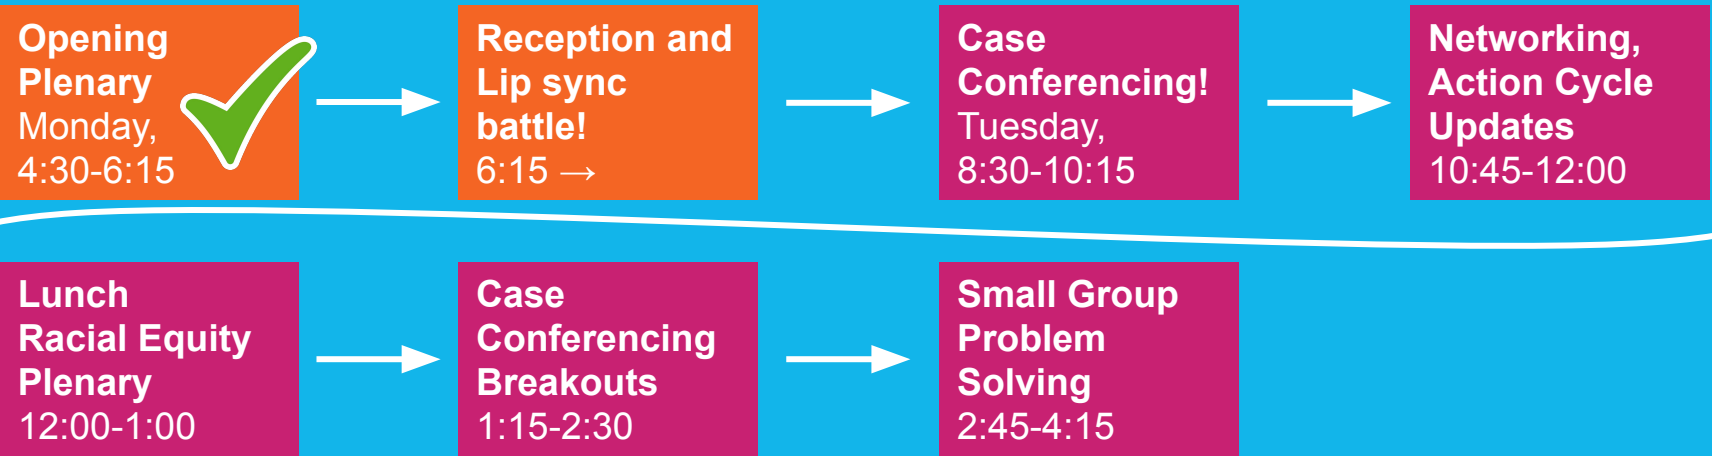 Opening
Plenary
Monday,
4:30-6:15
Reception and
Lip sync
battle!
6:15 →
Case
Conferencing!
Tuesday,
8:30-10:15
Networking,
Action Cycle
Updates
10:45-12:00
Lunch
Racial Equity
Plenary
12:00-1:00
Case
Conferencing
Breakouts
1:15-2:30
Small Group
Problem
Solving
2:45-4:15